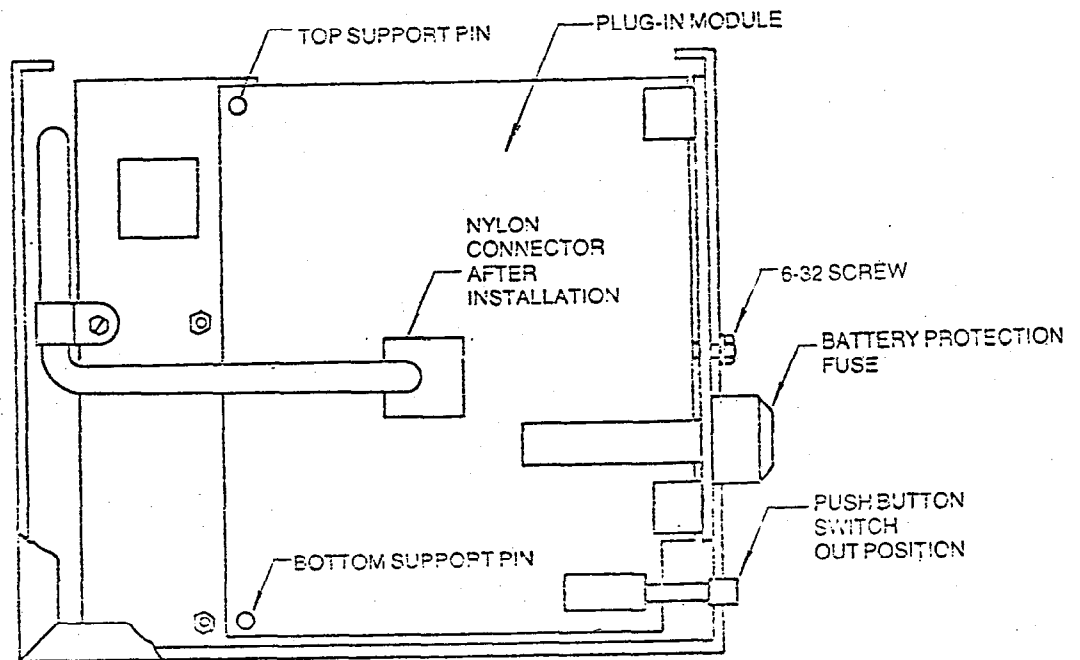 TOP SUPPORT PIN
PLUG-IN MODULE
NYLON
CONNECTOR
AFTER
INSTALLATION
6-32 SCREW
BATTERY PROTECTION
FUSE
PUSH BUTTON
SWITCH
OUT POSITION
BOTTOM SUPPORT PIN